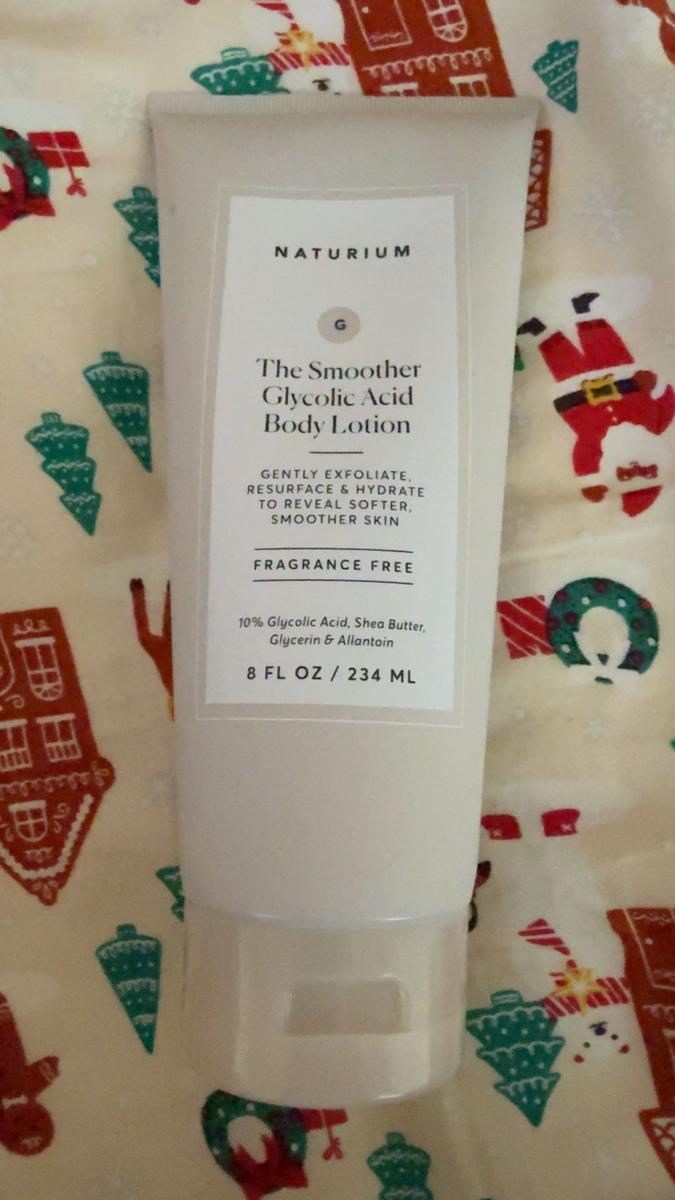 NATURIUM
G
The Smoother
Glycolic Acid
Body Lotion
GENTLY EXFOLIATE,
RESURFACE & HYDRATE
TO REVEAL SOFTER,
SMOOTHER SKIN
FRAGRANCE FREE
10% Glycolic Acid, Shea Butter,
Glycerin & Allantoin
8 FL OZ / 234 ML